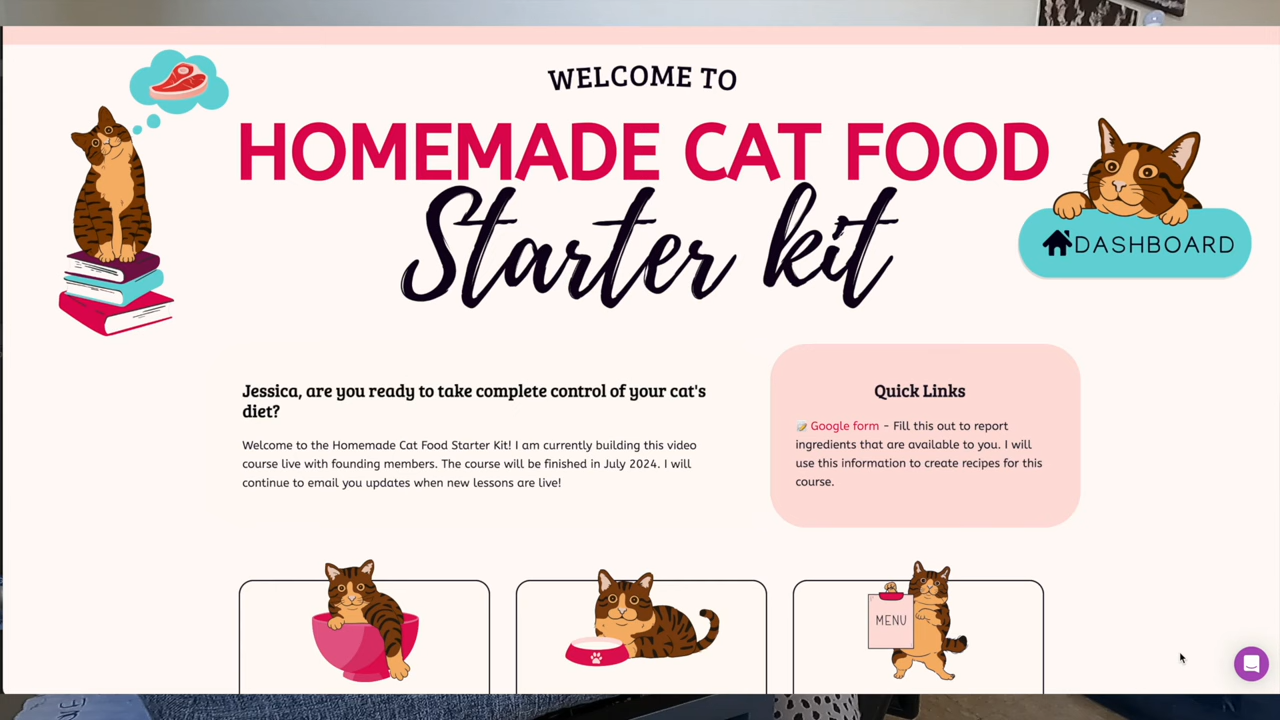 WELCOME TO
HOMEMADE CAT FOOD
Starter kit
DASHBOARD
Jessica, are you ready to take complete control of your cat's
diet?
Welcome to the Homemade Cat Food Starter Kit! I am currently building this video
course live with founding members. The course will be finished in July 2024. I will
continue to email you updates when new lessons are live!
Quick Links
Google form - Fill this out to report
ingredients that are available to you. I will
use this information to create recipes for this
course.
MENU